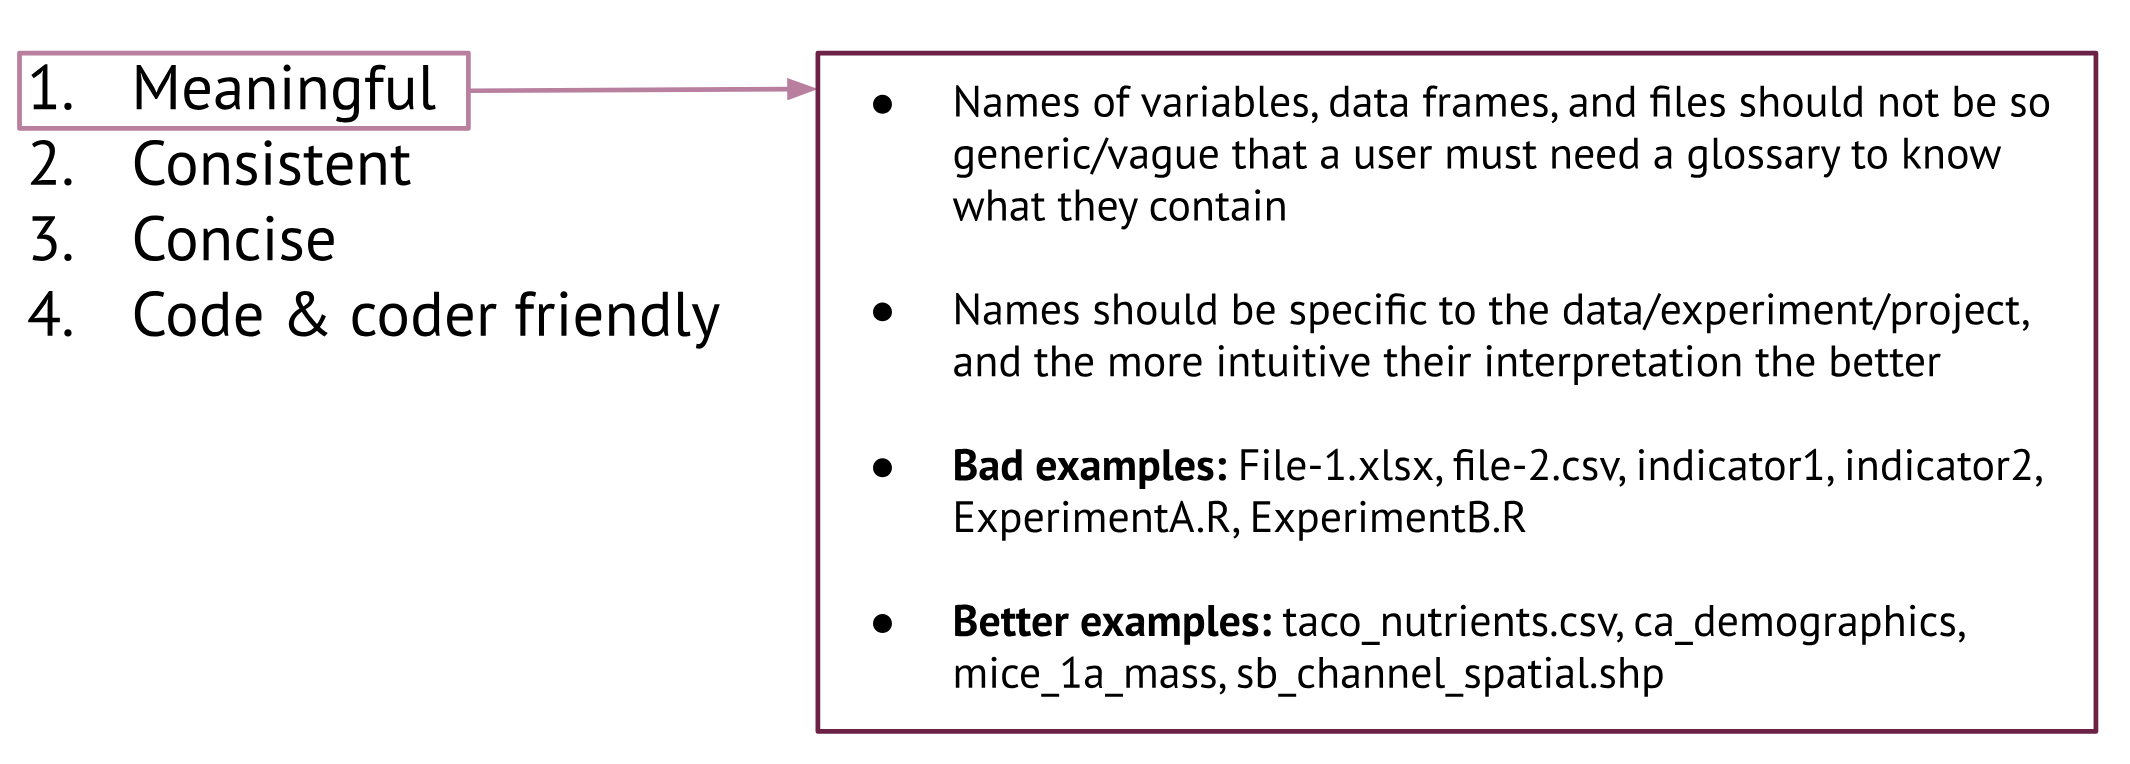 1. Meaningful
2. Consistent
3. Concise
4. Code & coder friendly
● Names of variables, data frames, and files should not be so
generic/vague that a user must need a glossary to know
what they contain
● Names should be specific to the data/experiment/project,
and the more intuitive their interpretation the better
● Bad examples: File-1.xlsx, file-2.csv, indicator1, indicator2,
ExperimentA.R, ExperimentB.R
● Better examples: taco_nutrients.csv, ca_demographics,
mice_1a_mass, sb_channel_spatial.shp